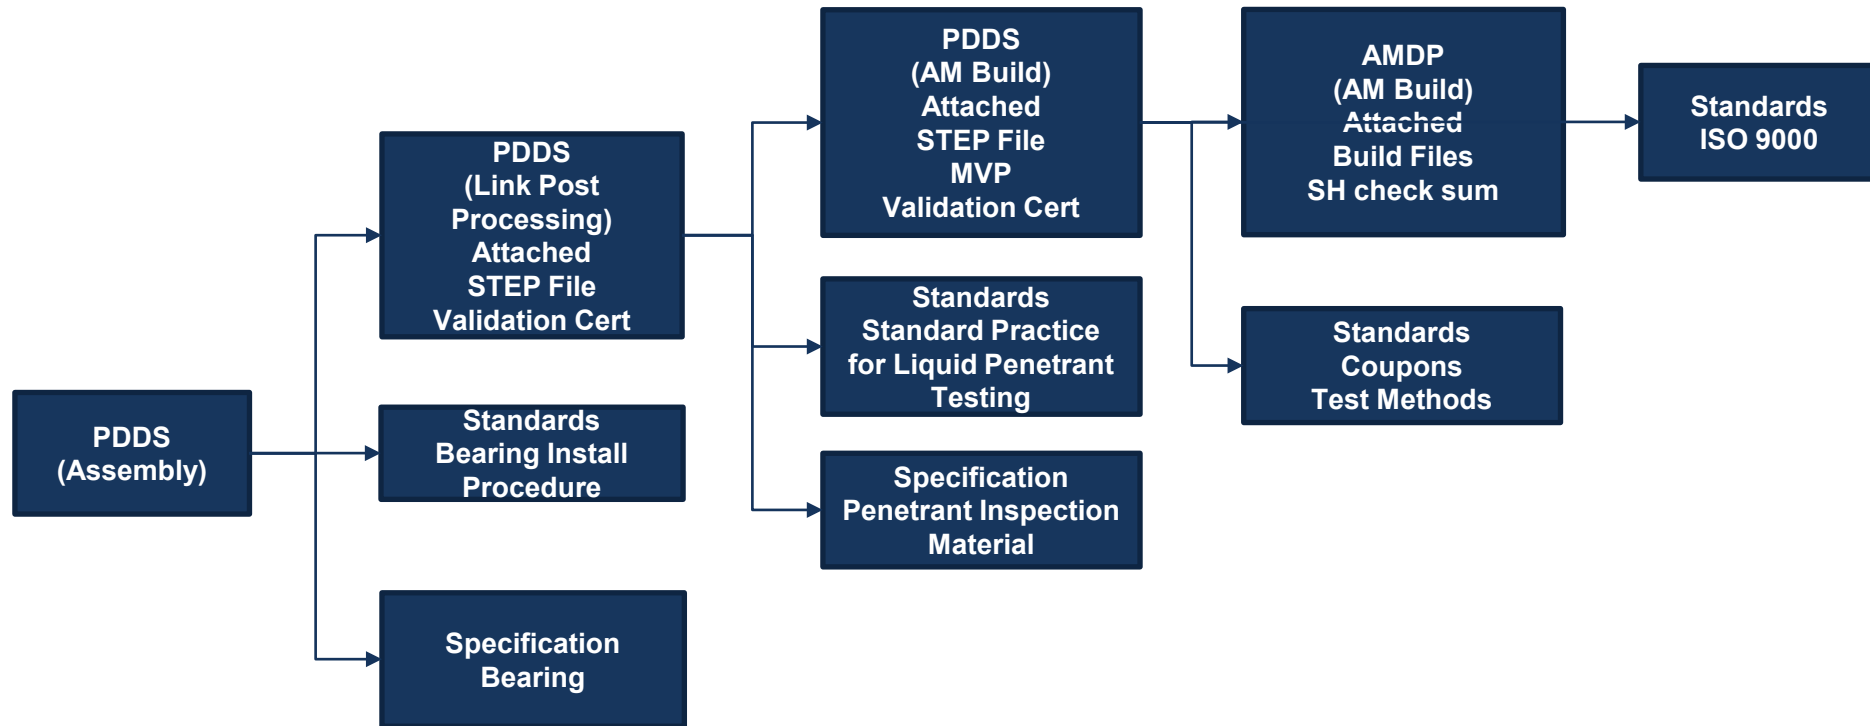 PDDS
(Assembly)
PDDS
(Link Post
Processing)
Attached
STEP File
Validation Cert
Standards
Bearing Install
Procedure
Specification
Bearing
PDDS
(AM Build)
Attached
STEP File
MVP
Validation Cert
Standards
Standard Practice
for Liquid Penetrant
Testing
Specification
Penetrant Inspection
Material
AMDP
(AM Build)
Attached
Build Files
SH check sum
Standards
Coupons
Test Methods
Standards
ISO 9000